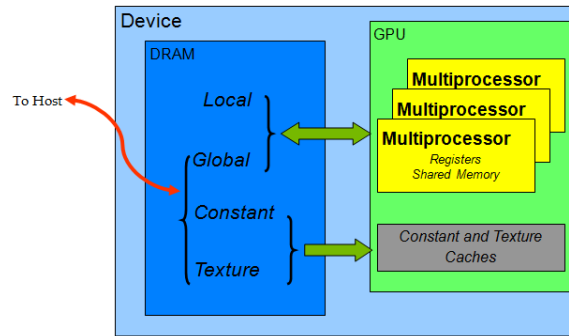 Device
DRAM
GPU
To Host
Local
Global
Constant
Texture
Multiprocessor
Multiprocessor
Multiprocessor
Registers
Shared Memory
Constant and Texture
Caches